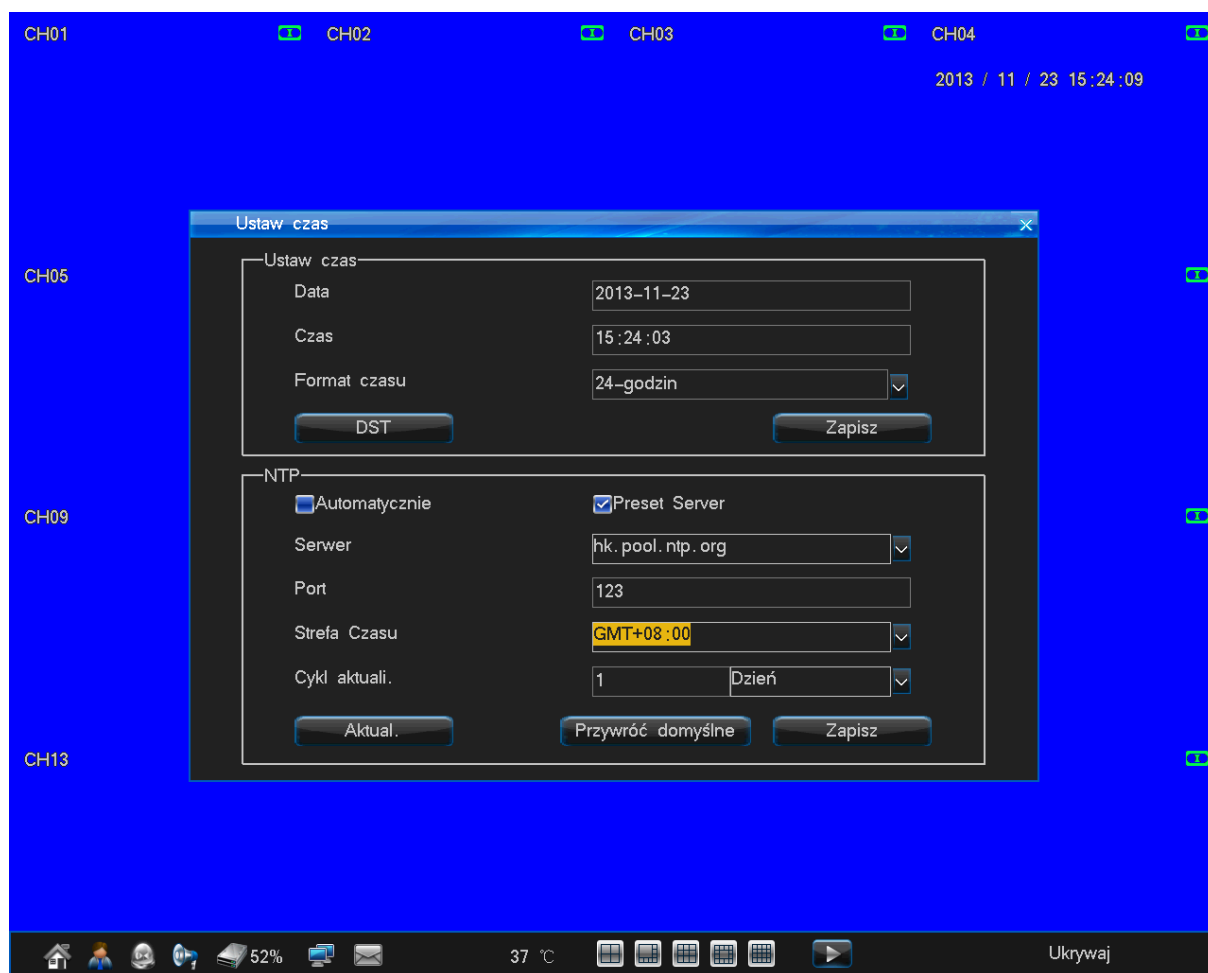 CH01 CH02 CH03 CH04
2013 / 11 / 23 15:24:09
Ustaw czas
Ustaw czas
CH05
Data 2013-11-23
Czas 15:24:03
Format czasu 24-godzin
DST Zapisz
NTP
Automatycznie Preset Server
CH09
Serwer hk.pool.ntp.org
Port 123
Strefa Czasu GMT+08:00
Cykl aktuali. 1 Dzień
Aktual. Przywróć domyślne Zapisz
CH13
52% 37 °C Ukrywaj